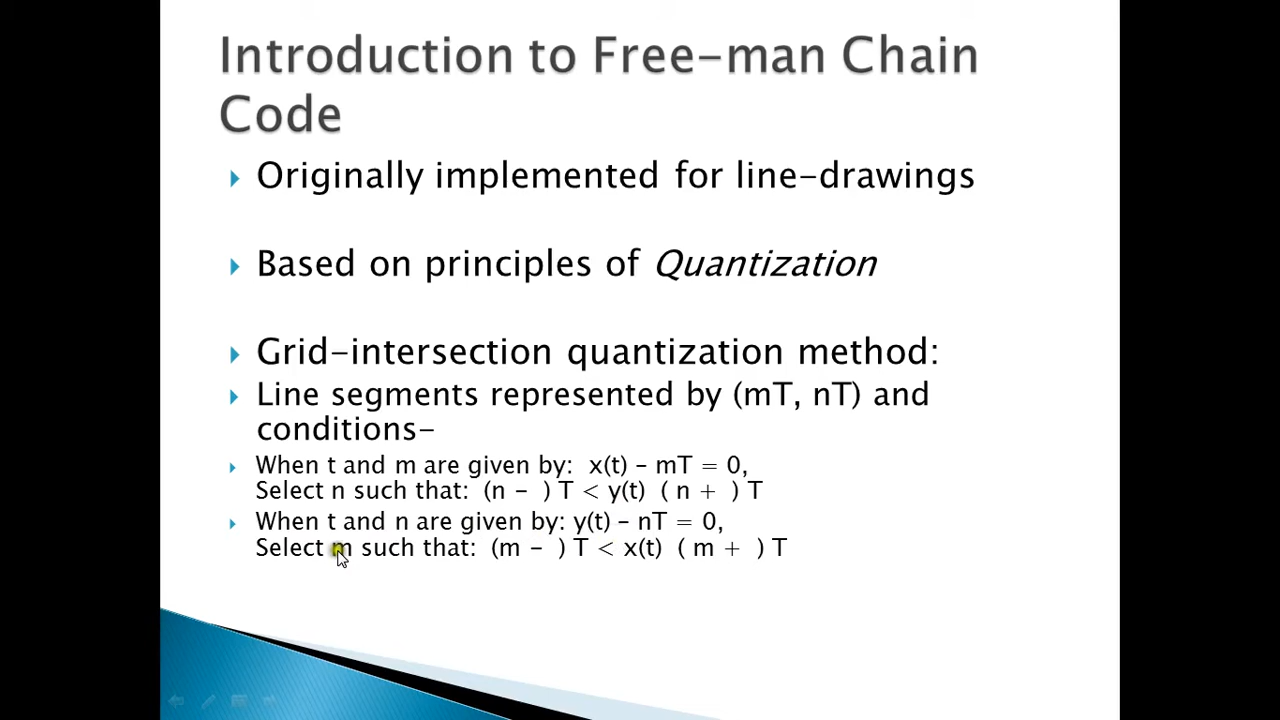 Introduction to Free-man Chain
Code
Originally implemented for line-drawings
Based on principles of Quantization
Grid-intersection quantization method:
Line segments represented by (mT, nT) and
conditions-
When t and m are given by: x(t) – mT = 0,
Select n such that: (n – ) T < y(t) ( n + ) T
When t and n are given by: y(t) – nT = 0,
Select m such that: (m – ) T < x(t) ( m + ) T